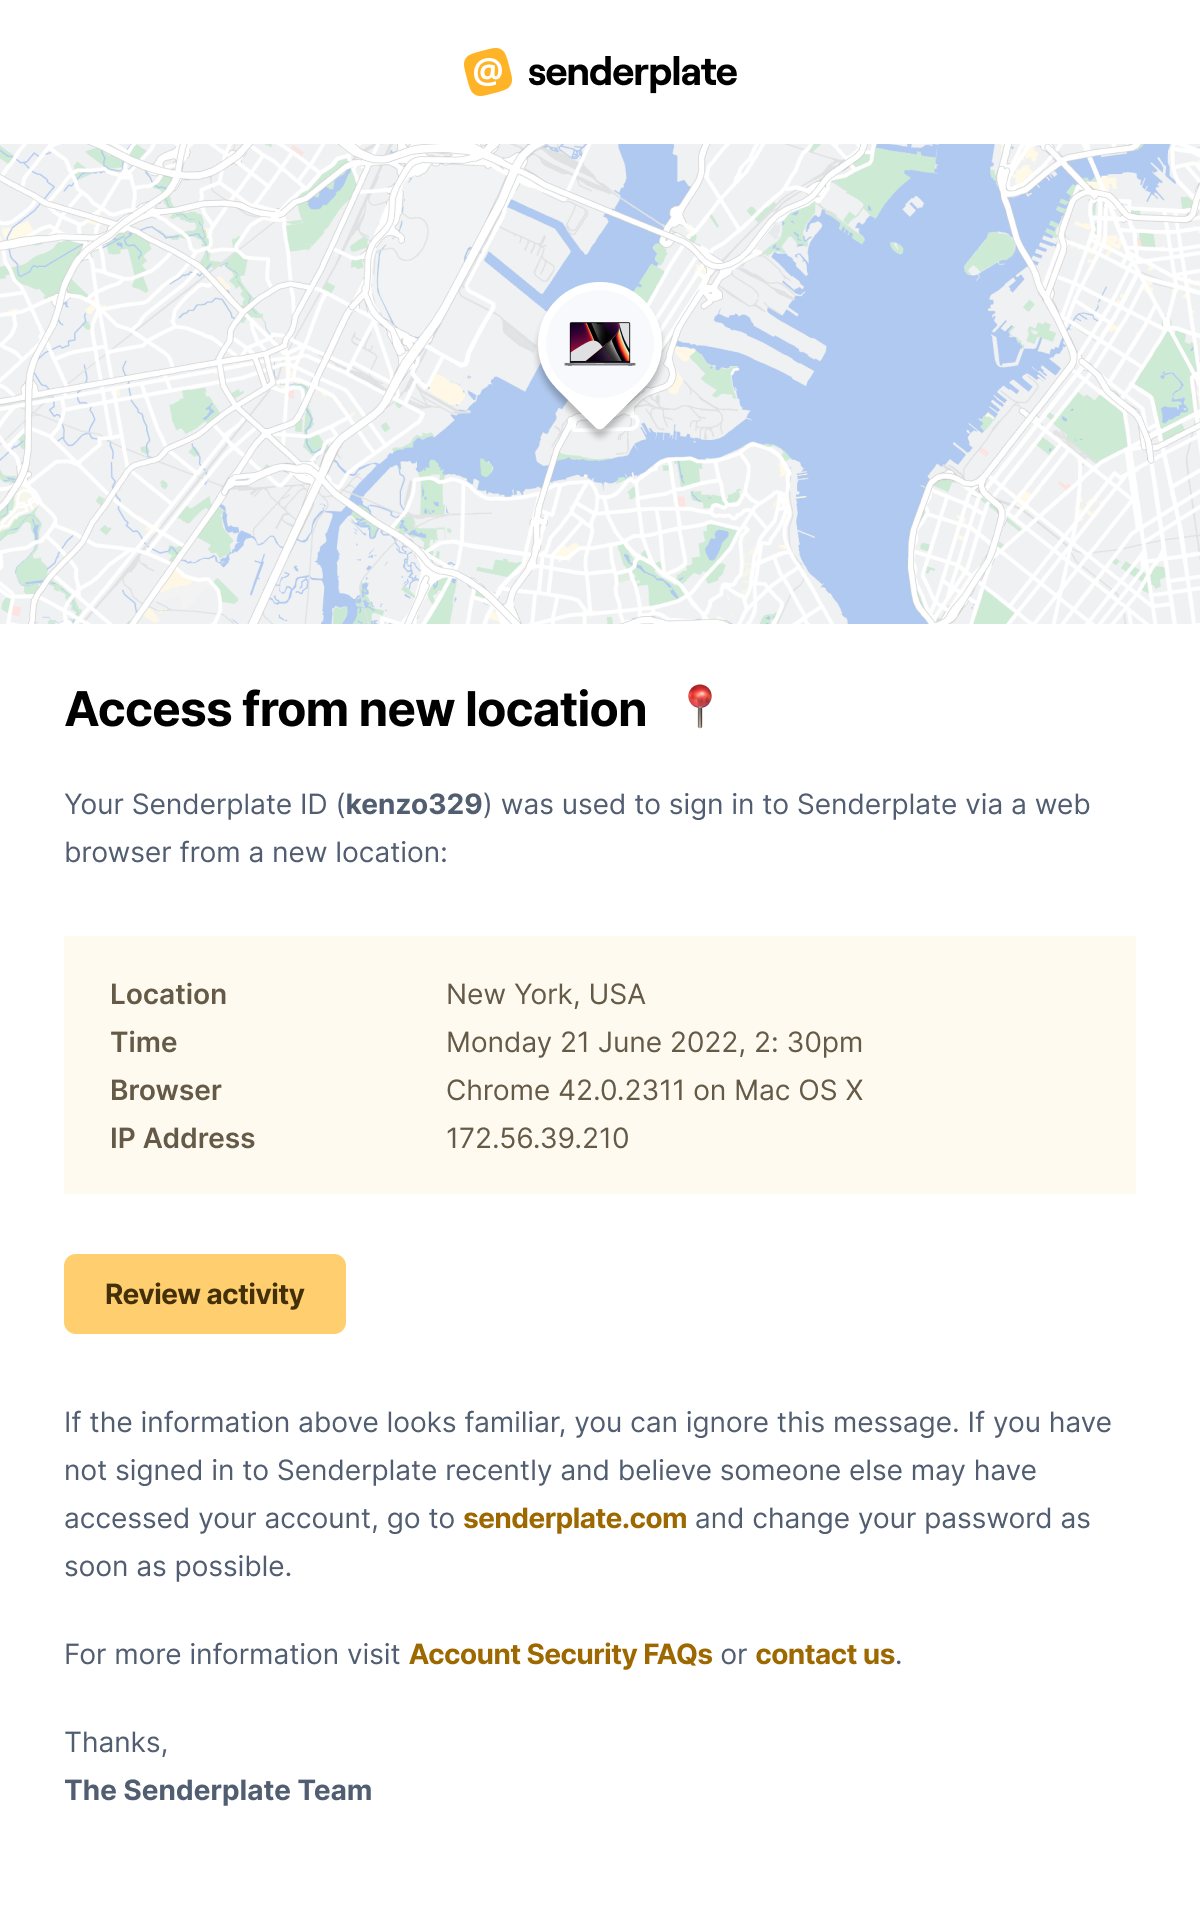 @ senderplate
Access from new location 📍
Your Senderplate ID (kenzo329) was used to sign in to Senderplate via a web
browser from a new location:
Location New York, USA
Time Monday 21 June 2022, 2: 30pm
Browser Chrome 42.0.2311 on Mac OS X
IP Address 172.56.39.210
Review activity
If the information above looks familiar, you can ignore this message. If you have
not signed in to Senderplate recently and believe someone else may have
accessed your account, go to senderplate.com and change your password as
soon as possible.
For more information visit Account Security FAQs or contact us.
Thanks,
The Senderplate Team